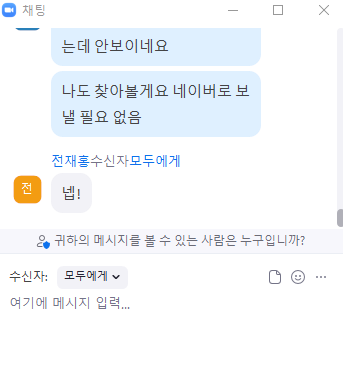 채팅
는데 안보이네요
나도 찾아볼게요 네이버로 보
낼 필요 없음
전재홍수신자모두에게
전
넵!
귀하의 메시지를 볼 수 있는 사람은 누구입니까?
수신자: 모두에게
여기에 메시지 입력...